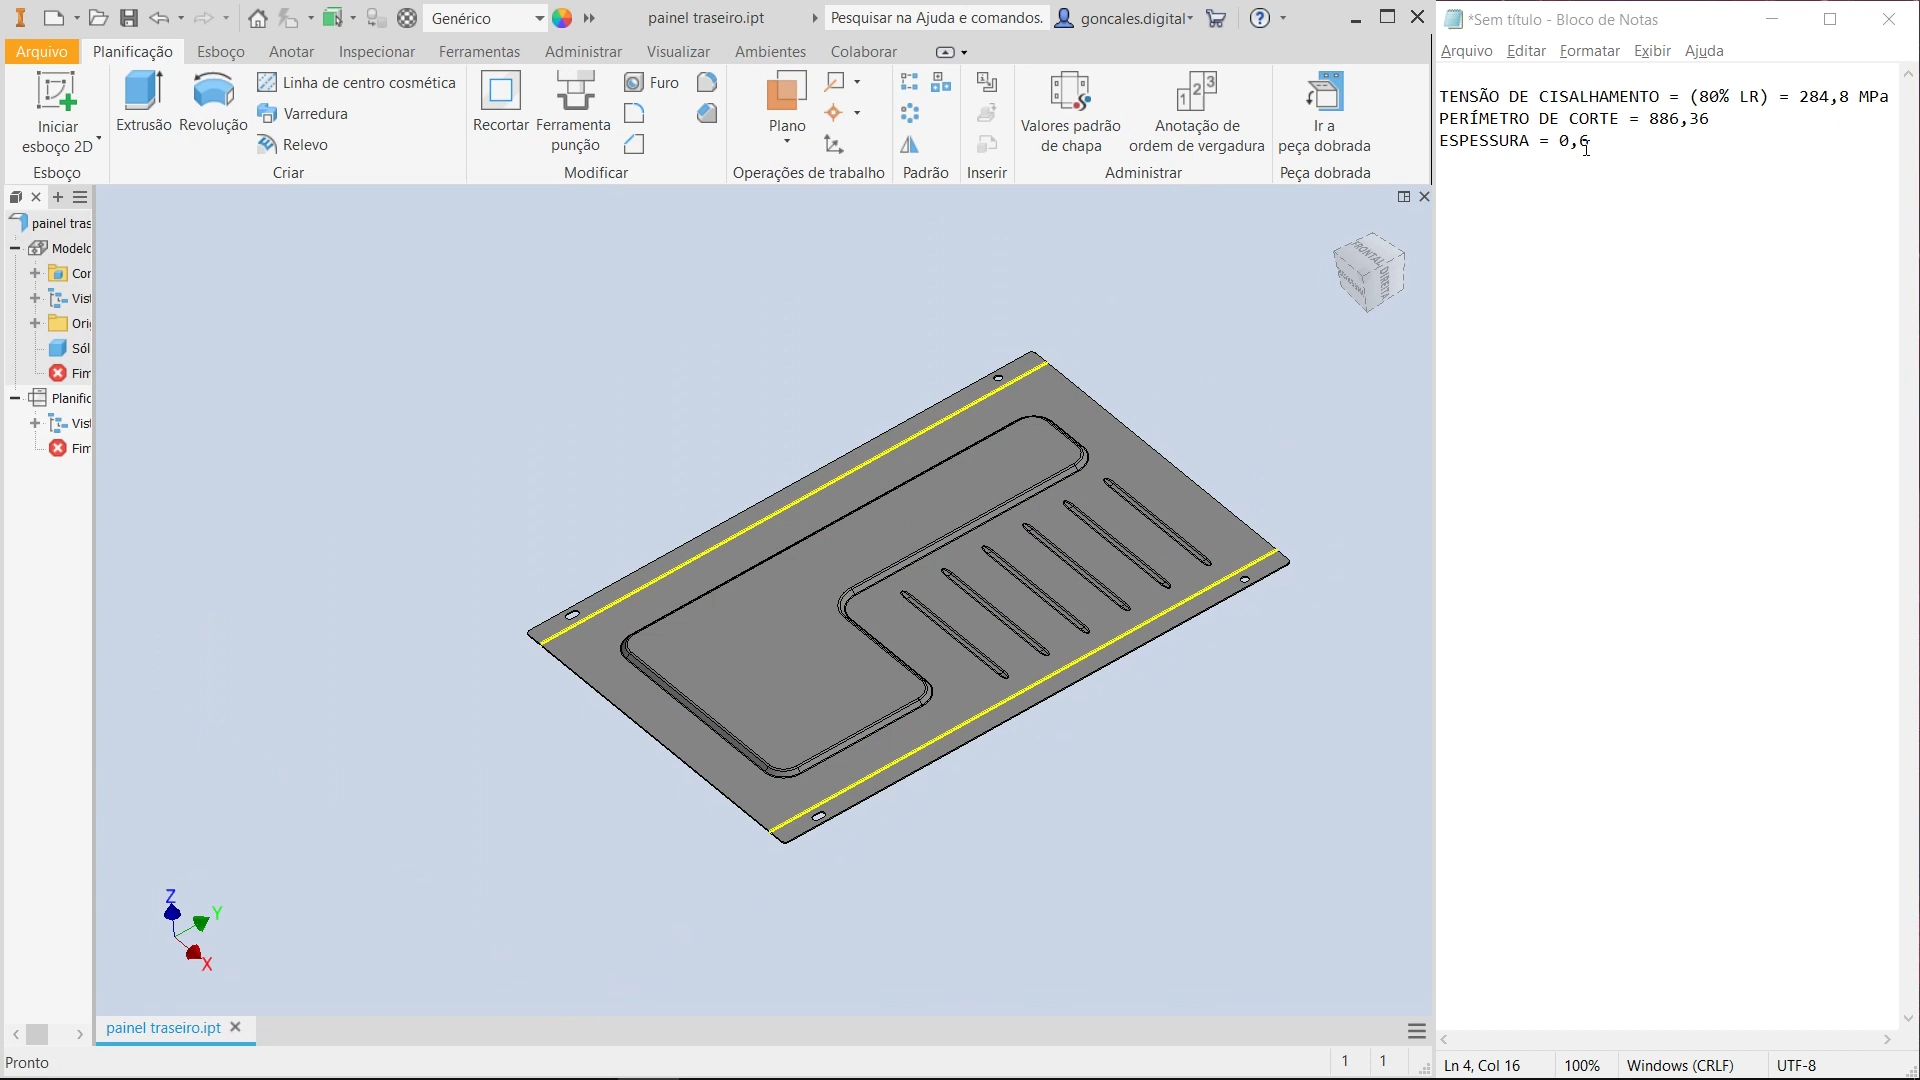 Genérico
painel traseiro.ipt
Pesquisar na Ajuda e comandos.
goncales.digital
Arquivo
Planificação
Esboço
Anotar
Inspecionar
Ferramentas
Administrar
Visualizar
Ambientes
Colaborar
Iniciar
esboço 2D
Esboço
Extrusão
Revolução
Linha de centro cosmética
Varredura
Relevo
Criar
Recortar
Ferramenta
punção
Furo
Modificar
Plano
Operações de trabalho
Padrão
Inserir
Valores padrão
de chapa
Anotação de
ordem de vergadura
Administrar
Ir a
peça dobrada
Peça dobrada
painel tras
Modelo
Cor
Vist
Ori
Sól
Fim
Planific
Vist
Fim
FRONTAL
DIREITA
Z
Y
X
painel traseiro.ipt
Pronto
1
1
*Sem título - Bloco de Notas
Arquivo
Editar
Formatar
Exibir
Ajuda
TENSÃO DE CISALHAMENTO = (80% LR) = 284,8 MPa
PERÍMETRO DE CORTE = 886,36
ESPESSURA = 0,6
Ln 4, Col 16
100%
Windows (CRLF)
UTF-8